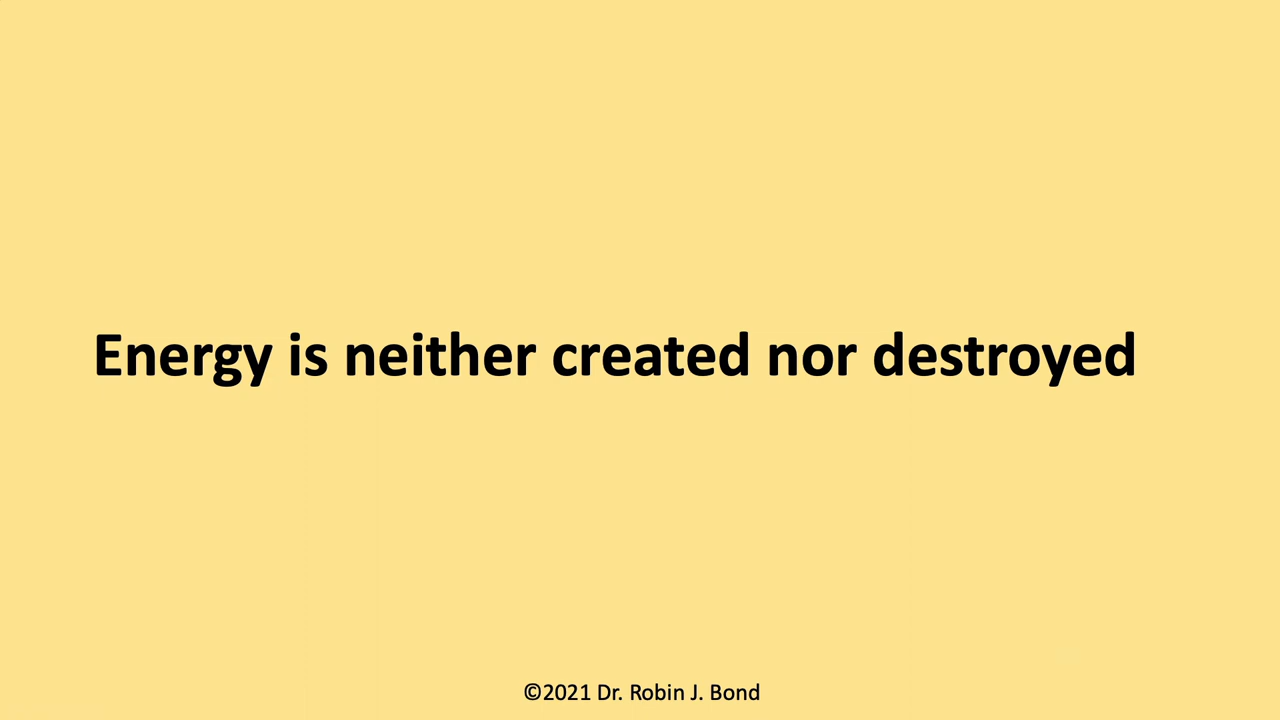 Energy is neither created nor destroyed
©2021 Dr. Robin J. Bond